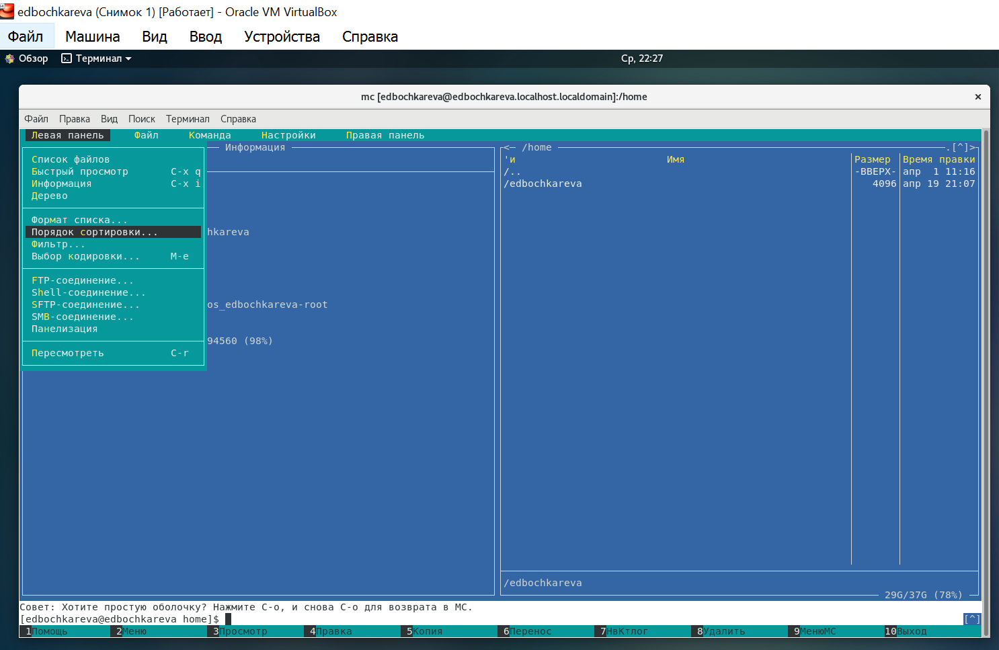 edbochkareva (Снимок 1) [Работает] - Oracle VM VirtualBox
Файл Машина Вид Ввод Устройства Справка
Обзор Терминал Ср, 22:27
mc [edbochkareva@edbochkareva.localhost.localdomain]:/home ×
Файл Правка Вид Поиск Терминал Справка
Левая панель Файл Команда Настройки Правая панель
Информация <─ /home .[^]>
Список файлов 'и Имя Размер Время правки
Быстрый просмотр C-x q /.. -ВВЕРХ- апр 1 11:16
Информация C-x i /edbochkareva 4096 апр 19 21:07
Дерево
Формат списка...
Порядок сортировки... hkareva
Фильтр...
Выбор кодировки... M-e
FTP-соединение...
Shell-соединение...
SFTP-соединение... os_edbochkareva-root
SMB-соединение...
Панелизация
94560 (98%)
Пересмотреть C-r
/edbochkareva
29G/37G (78%)
Совет: Хотите простую оболочку? Нажмите C-o, и снова C-o для возврата в MC.
[edbochkareva@edbochkareva home]$ [^]
1Помощь 2Меню 3Просмотр 4Правка 5Копия 6Перенос 7НвКтлог 8Удалить 9МенюMC 10Выход